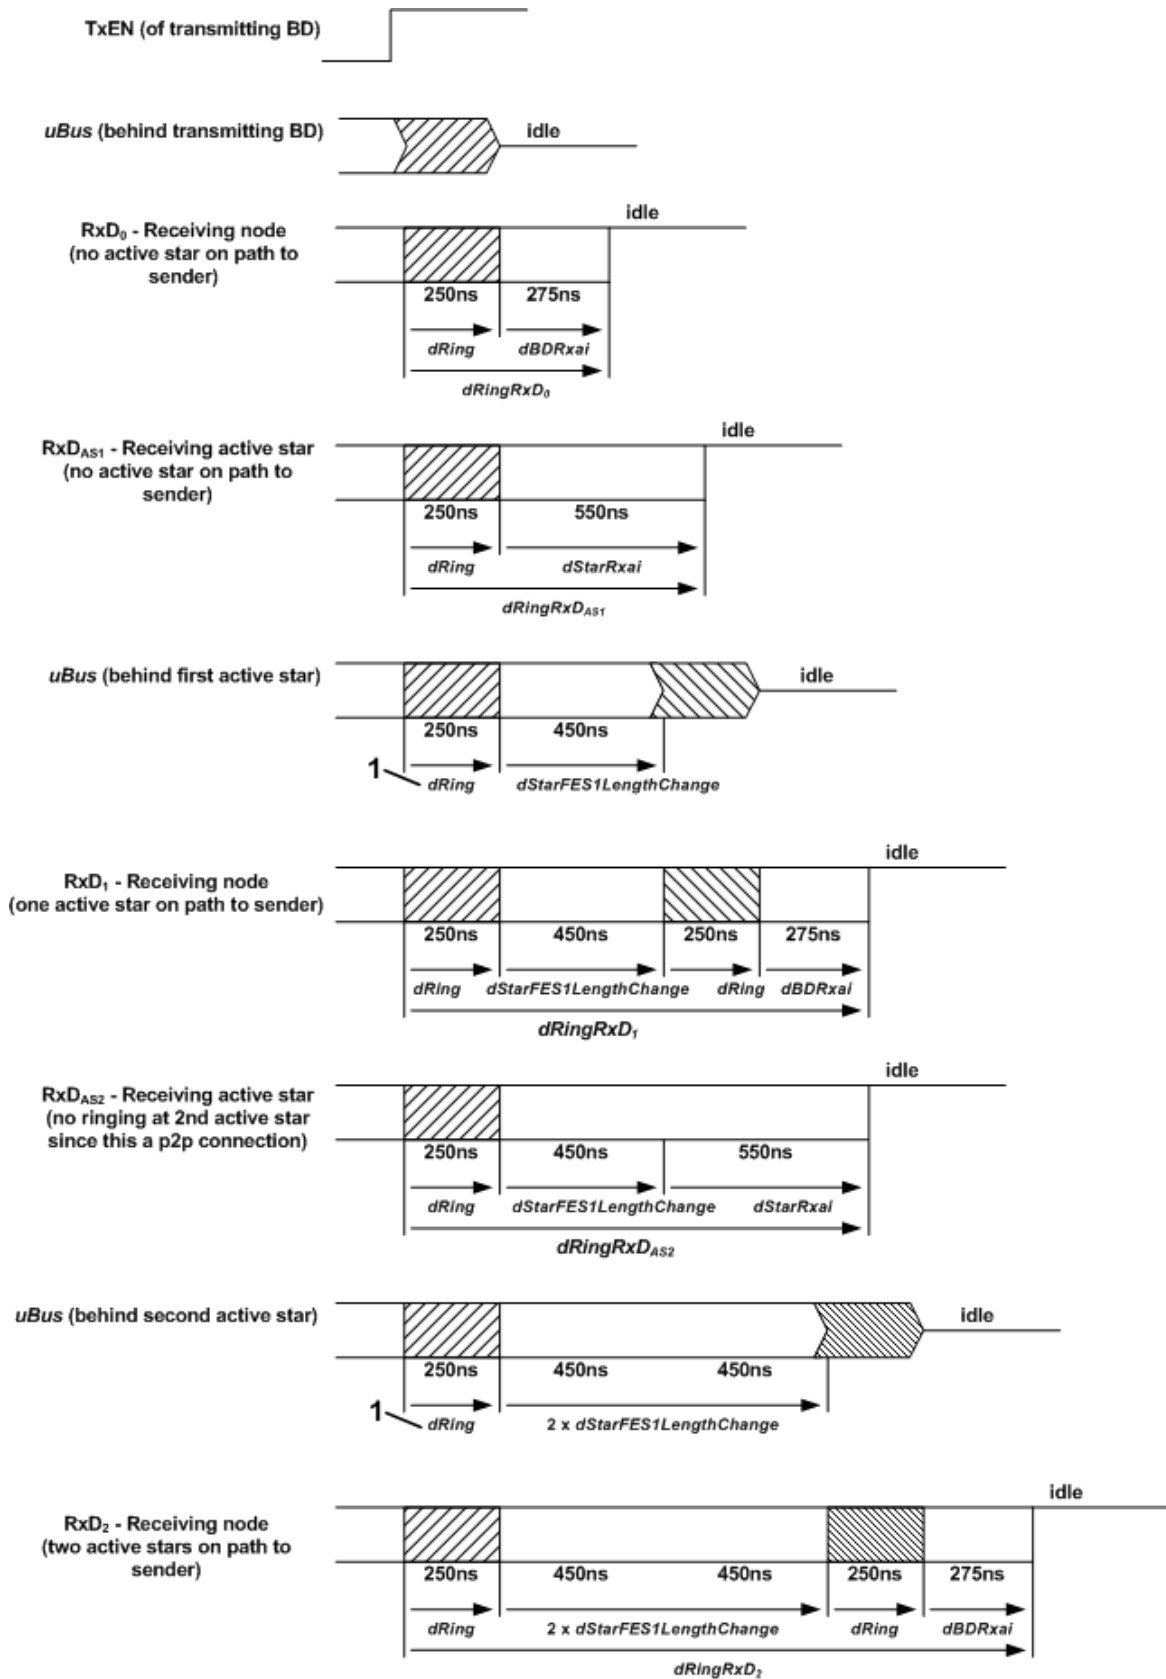 TxEN (of transmitting BD)
uBus (behind transmitting BD)
idle
idle
RxD₀ - Receiving node
(no active star on path to
sender)
250ns 275ns
dRing dBDRxai
dRingRxD₀
idle
RxD_AS1 - Receiving active star
(no active star on path to
sender)
250ns 550ns
dRing dStarRxai
dRingRxD_AS1
uBus (behind first active star)
idle
250ns 450ns
1 dRing dStarFES1LengthChange
idle
RxD₁ - Receiving node
(one active star on path to sender)
250ns 450ns 250ns 275ns
dRing dStarFES1LengthChange dRing dBDRxai
dRingRxD₁
idle
RxD_AS2 - Receiving active star
(no ringing at 2nd active star
since this a p2p connection)
250ns 450ns 550ns
dRing dStarFES1LengthChange dStarRxai
dRingRxD_AS2
uBus (behind second active star)
idle
250ns 450ns 450ns
1 dRing 2 x dStarFES1LengthChange
idle
RxD₂ - Receiving node
(two active stars on path to
sender)
250ns 450ns 450ns 250ns 275ns
dRing 2 x dStarFES1LengthChange dRing dBDRxai
dRingRxD₂